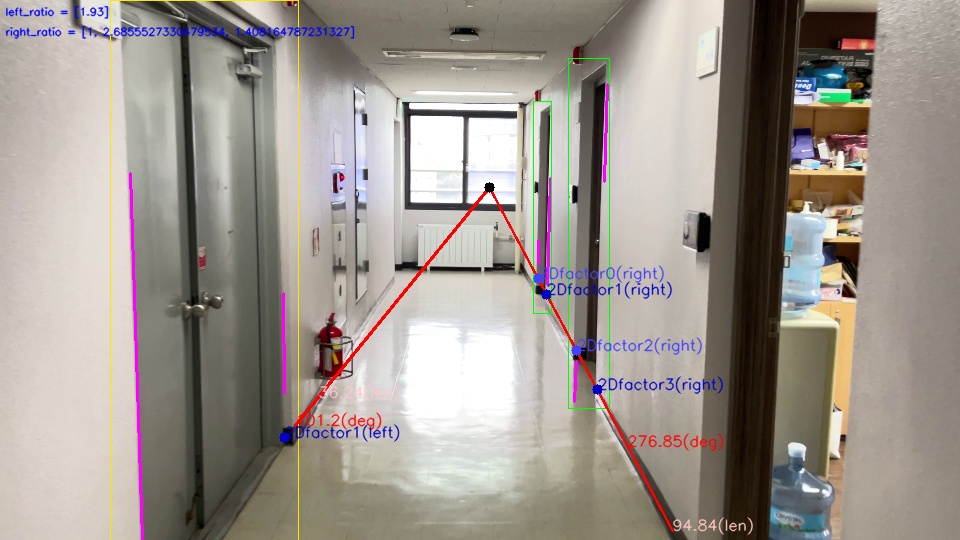 left_ratio = [1.93]
right_ratio = [1, 2.6855527330479534, 1.408164787231327]
2Dfactor0(right)
2Dfactor1(right)
2Dfactor2(right)
2Dfactor3(right)
01.2(deg)
Dfactor1(left)
276.85(deg)
94.84(len)